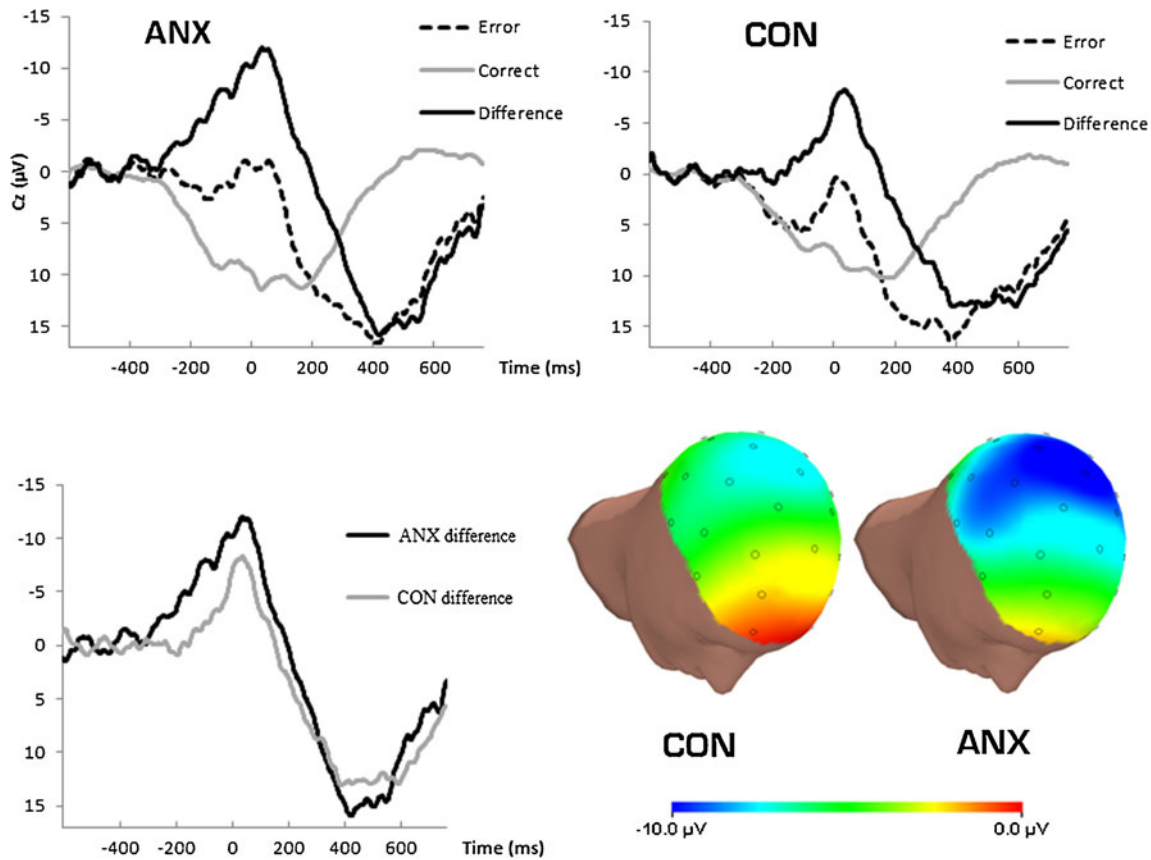 ANX
Error
Correct
Difference
-15
-10
-5
0
5
10
15
Cz (µV)
-400 -200 0 200 400 600 Time (ms)
CON
Error
Correct
Difference
-15
-10
-5
0
5
10
15
-400 -200 0 200 400 600
-15
-10
-5
0
5
10
15
ANX difference
CON difference
-400 -200 0 200 400 600 Time (ms)
CON ANX
-10.0 µV 0.0 µV